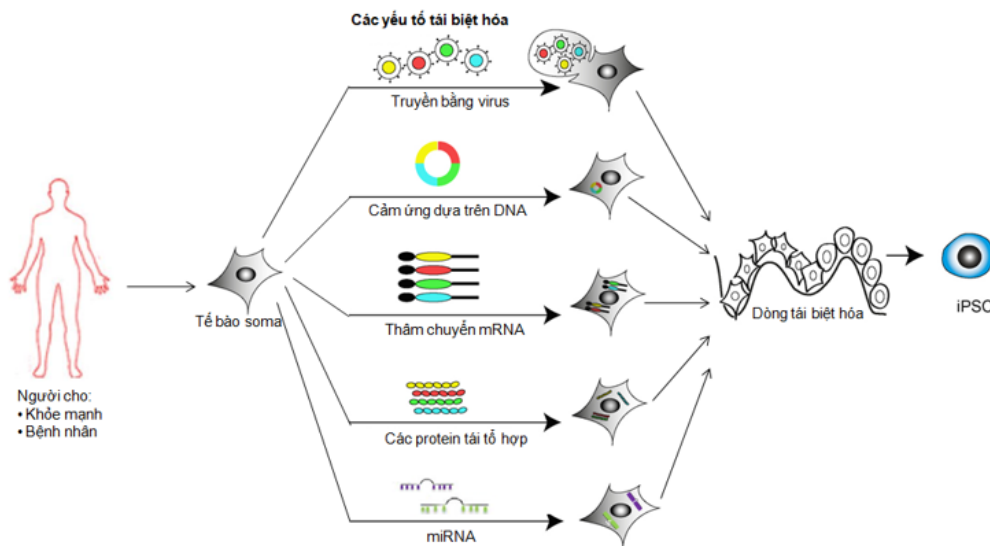 Các yếu tố tái biệt hóa
Truyền bằng virus
Cảm ứng dựa trên DNA
Tế bào soma
Thâm chuyển mRNA
Dòng tái biệt hóa
iPSC
Người cho:
• Khỏe mạnh
• Bệnh nhân
Các protein tái tổ hợp
miRNA